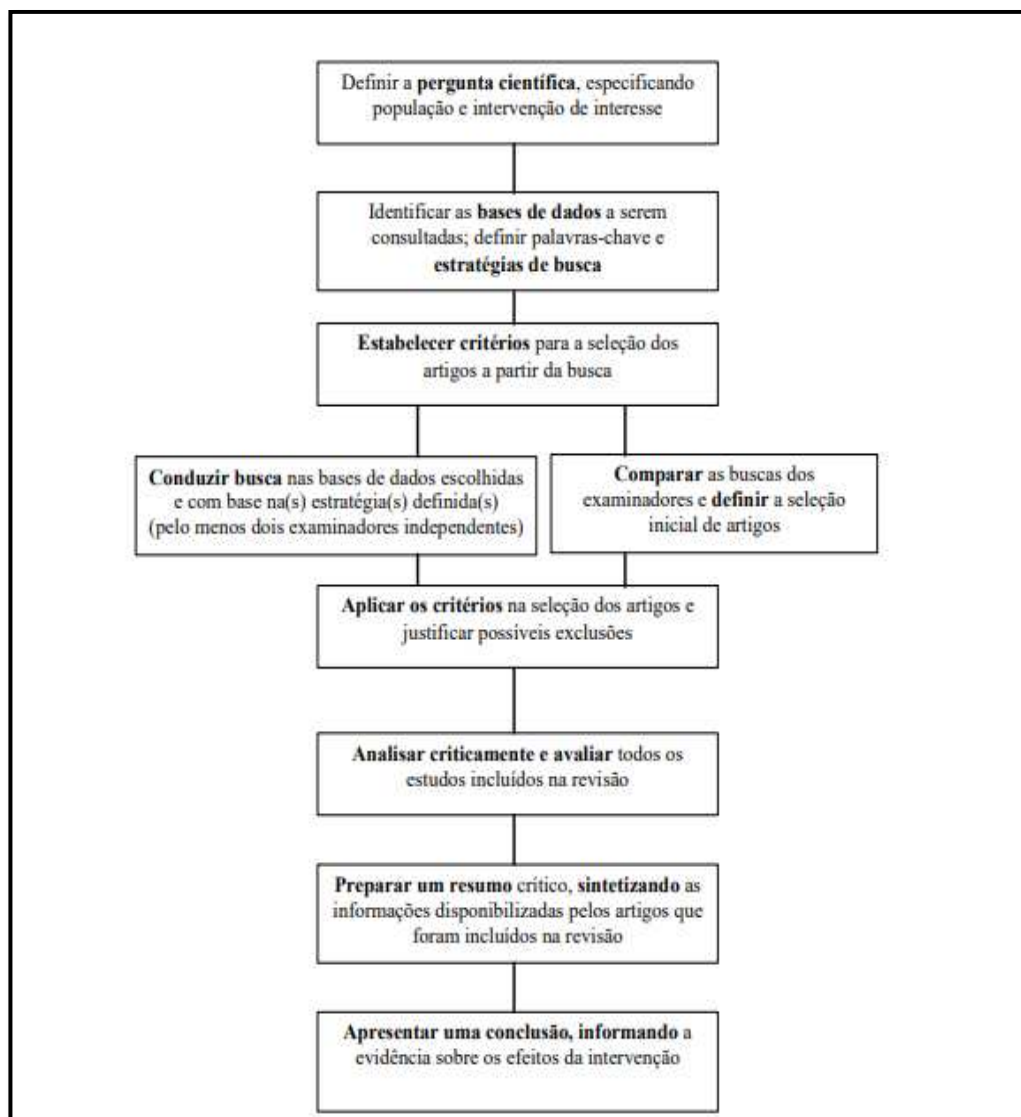 Definir a pergunta científica, especificando
população e intervenção de interesse
Identificar as bases de dados a serem
consultadas; definir palavras-chave e
estratégias de busca
Estabelecer critérios para a seleção dos
artigos a partir da busca
Conduzir busca nas bases de dados escolhidas
e com base na(s) estratégia(s) definida(s)
(pelo menos dois examinadores independentes)
Comparar as buscas dos
examinadores e definir a seleção
inicial de artigos
Aplicar os critérios na seleção dos artigos e
justificar possíveis exclusões
Analisar criticamente e avaliar todos os
estudos incluídos na revisão
Preparar um resumo crítico, sintetizando as
informações disponibilizadas pelos artigos que
foram incluídos na revisão
Apresentar uma conclusão, informando a
evidência sobre os efeitos da intervenção